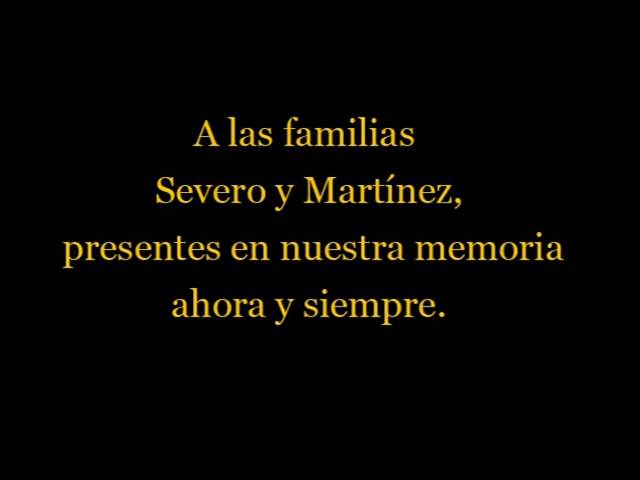 A las familias
Severo y Martínez,
presentes en nuestra memoria
ahora y siempre.